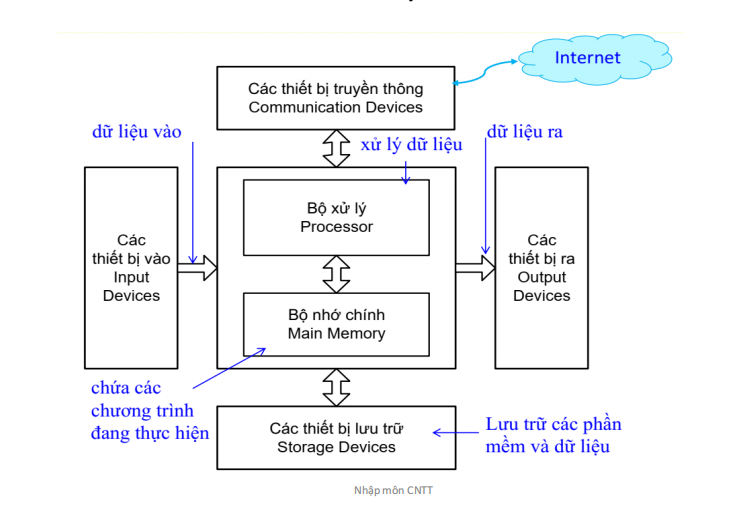 Internet
Các thiết bị truyền thông
Communication Devices
dữ liệu vào
xử lý dữ liệu
dữ liệu ra
Các
thiết bị vào
Input
Devices
Bộ xử lý
Processor
Bộ nhớ chính
Main Memory
Các
thiết bị ra
Output
Devices
chứa các
chương trình
đang thực hiện
Các thiết bị lưu trữ
Storage Devices
Lưu trữ các phần
mềm và dữ liệu
Nhập môn CNTT